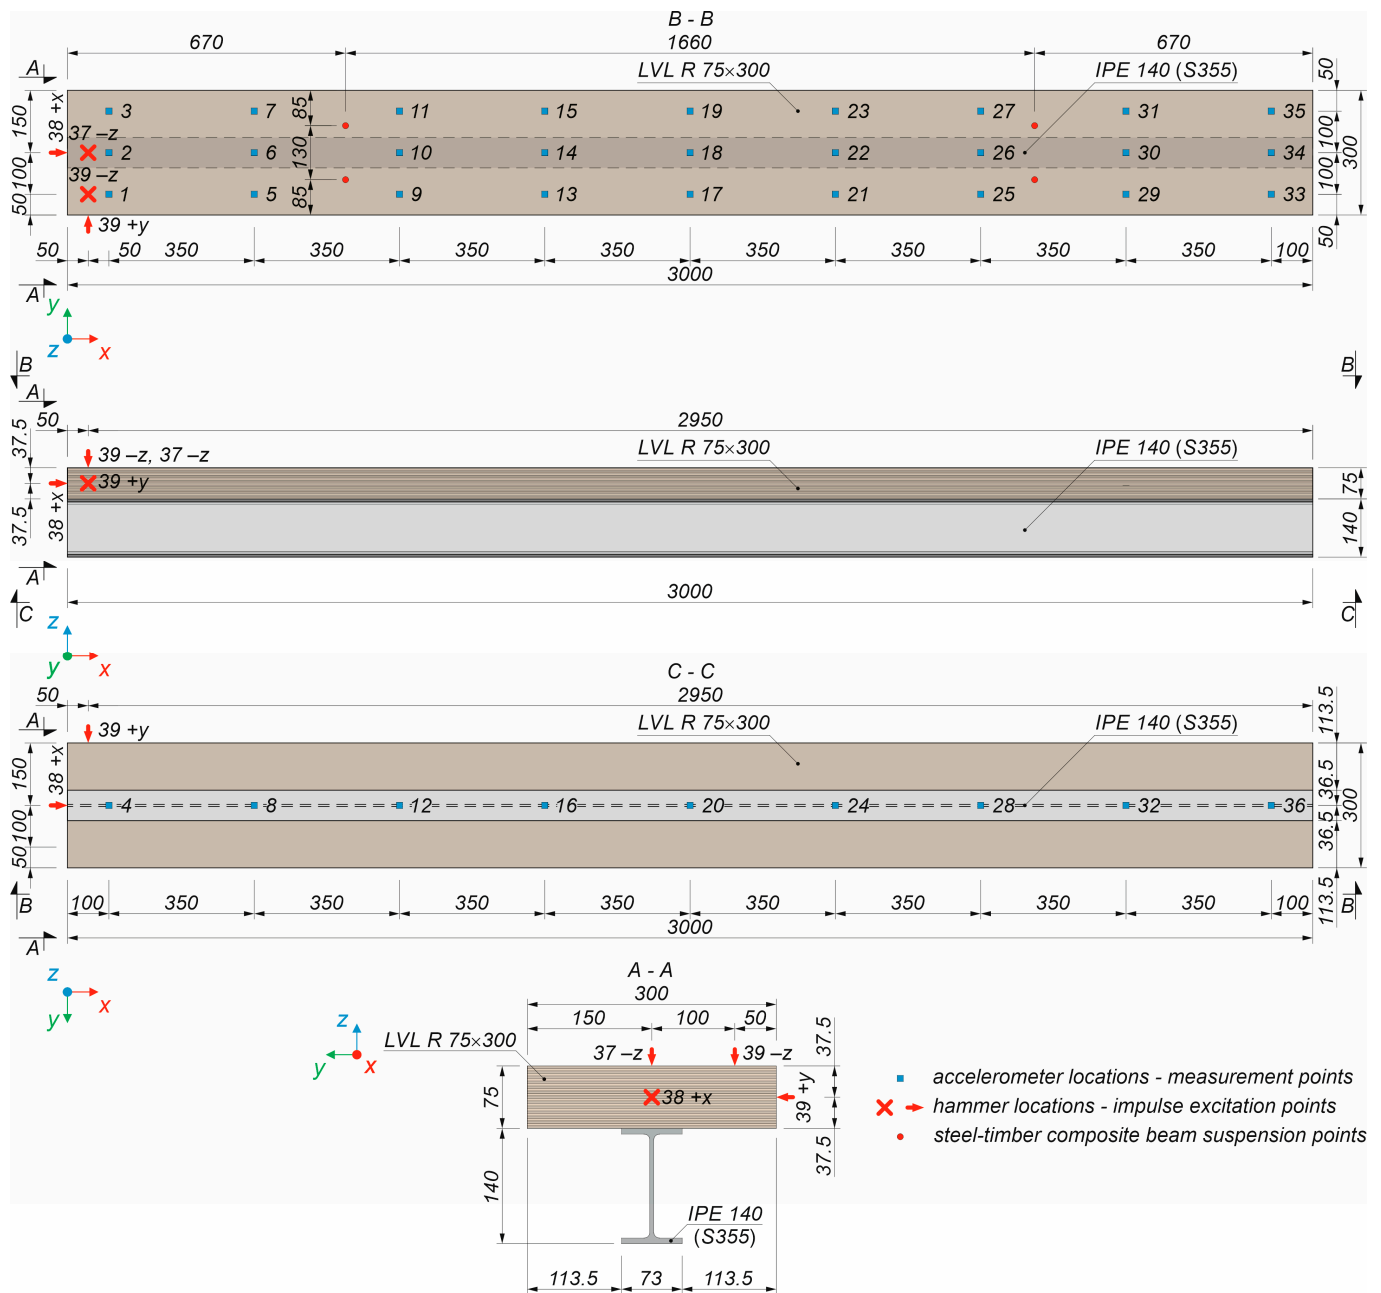 B - B
670 1660 670
A LVL R 75×300 IPE 140 (S355)
50
150 38 +x 3 7 85 11 15 19 23 27 31 35
37 –z
2 6 130 10 14 18 22 26 30 34 100 300
39 –z
100
100
50 1 5 85 9 13 17 21 25 29 33
39 +y
50 50 350 350 350 350 350 350 350 350 100 50
3000
A
y
z x
B B
A
50 2950
37.5 39 –z, 37 –z LVL R 75×300 IPE 140 (S355)
39 +y 75
37.5 38 +x
140
A
3000
C C
z
y x
C - C
50 2950 113.5
A 39 +y LVL R 75×300 IPE 140 (S355)
38 +x
150 36.5
4 8 12 16 20 24 28 32 36 300
100 36.5
50
B 100 350 350 350 350 350 350 350 350 100 113.5 B
3000
A
z
x
y
A - A
300
z 150 100 50 37.5
LVL R 75×300
y x 37 –z 39 –z
75 38 +x 39 +y
37.5
140
IPE 140
(S355)
113.5 73 113.5
accelerometer locations - measurement points
hammer locations - impulse excitation points
steel-timber composite beam suspension points